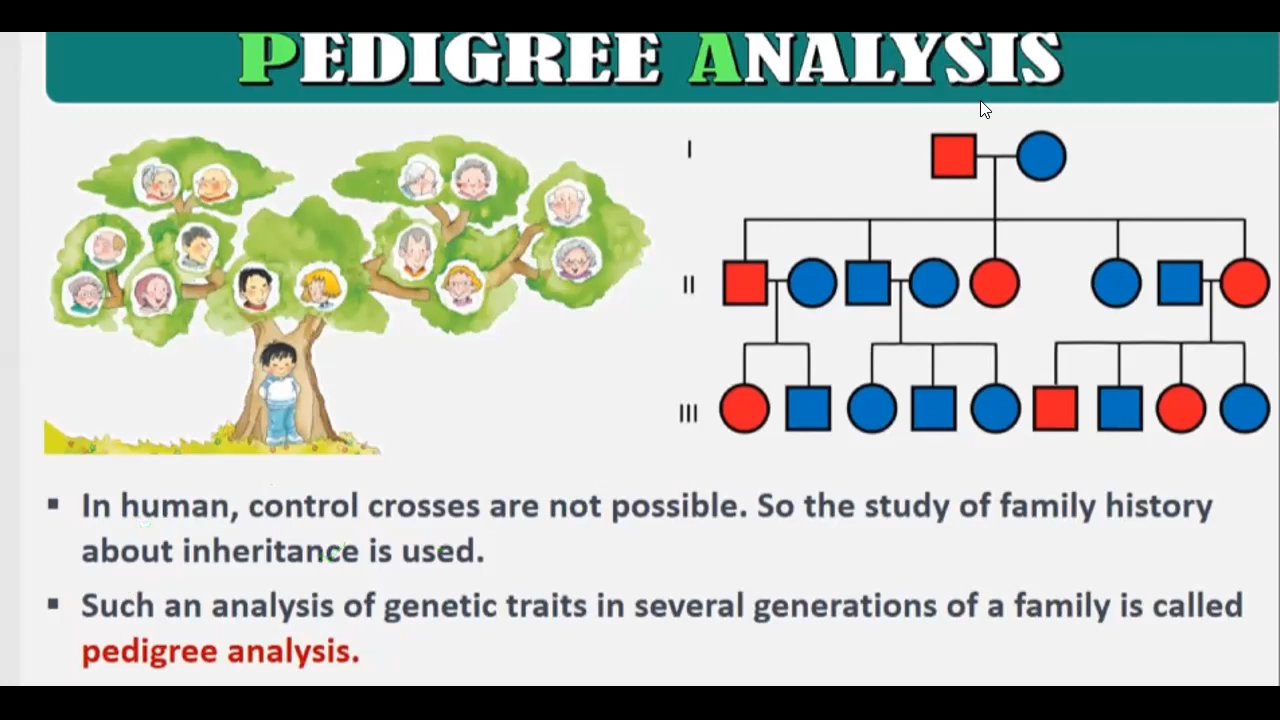 PEDIGREE ANALYSIS
I
II
III
▪ In human, control crosses are not possible. So the study of family history
about inheritance is used.
▪ Such an analysis of genetic traits in several generations of a family is called
pedigree analysis.